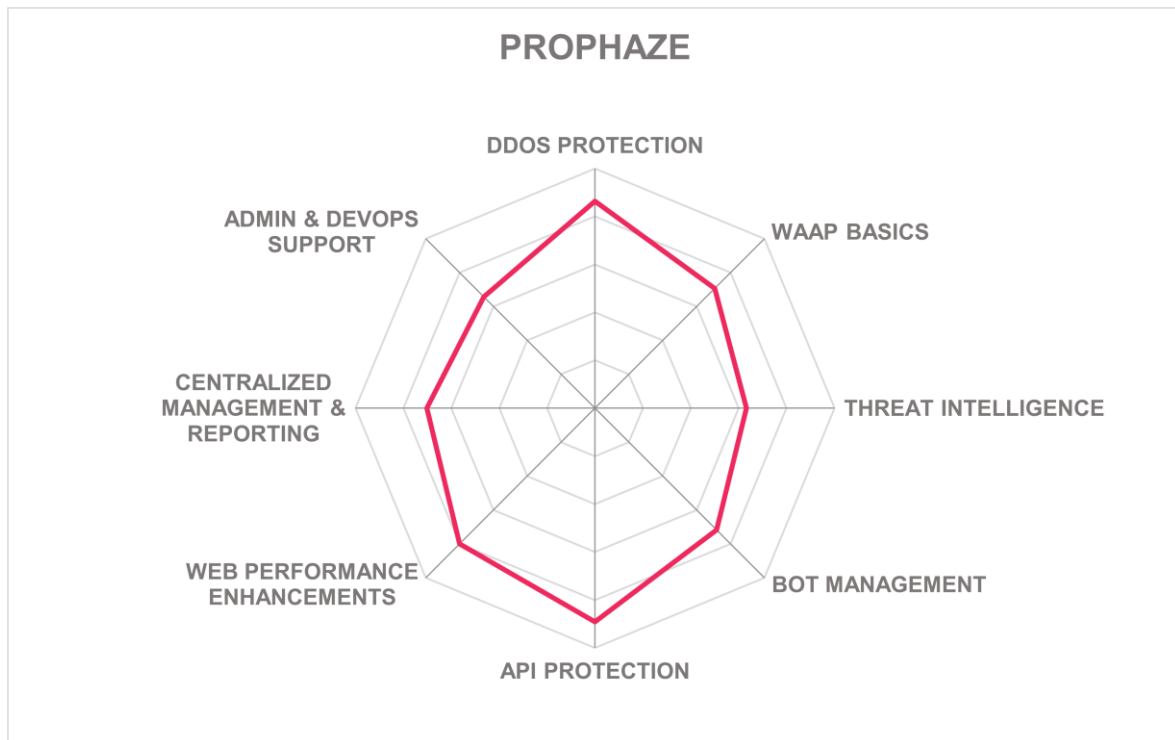 PROPHAZE
DDOS PROTECTION
ADMIN & DEVOPS
SUPPORT
WAAP BASICS
CENTRALIZED
MANAGEMENT &
REPORTING
THREAT INTELLIGENCE
WEB PERFORMANCE
ENHANCEMENTS
BOT MANAGEMENT
API PROTECTION